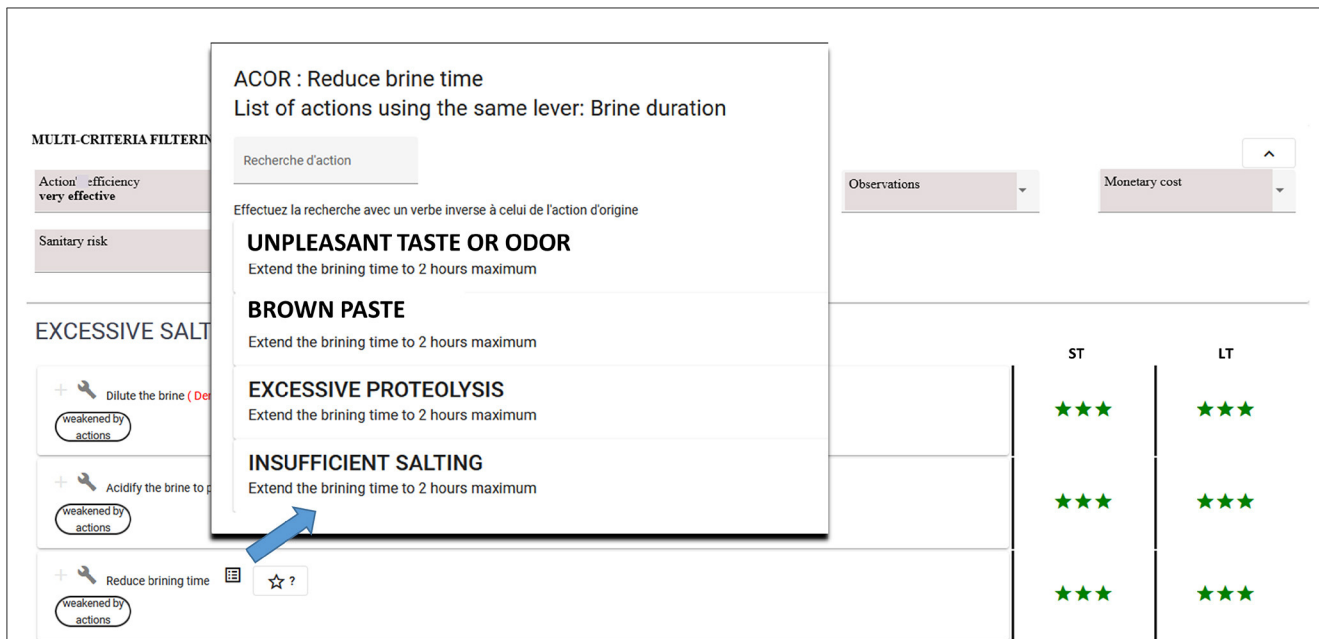 ACOR : Reduce brine time
List of actions using the same lever: Brine duration
MULTI-CRITERIA FILTERIN
Recherche d'action
Action' efficiency
very effective
Observations
Monetary cost
Effectuez la recherche avec un verbe inverse à celui de l'action d'origine
Sanitary risk
UNPLEASANT TASTE OR ODOR
Extend the brining time to 2 hours maximum
BROWN PASTE
Extend the brining time to 2 hours maximum
EXCESSIVE SALT
ST
LT
EXCESSIVE PROTEOLYSIS
Extend the brining time to 2 hours maximum
Dilute the brine ( Der
weakened by
actions
INSUFFICIENT SALTING
Extend the brining time to 2 hours maximum
Acidify the brine to p
weakened by
actions
Reduce brining time
?
weakened by
actions